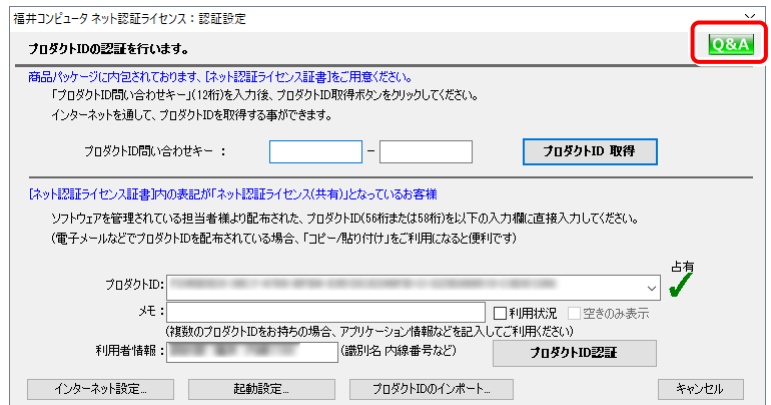 福井コンピュータ ネット認証ライセンス：認証設定
プロダクトIDの認証を行います。
Q&A
商品パッケージに内包されております、[ネット認証ライセンス証書]をご用意ください。
「プロダクトID問い合わせキー」(12桁)を入力後、プロダクトID取得ボタンをクリックしてください。
インターネットを通して、プロダクトIDを取得する事ができます。
プロダクトID問い合わせキー ：
－
プロダクトID 取得
[ネット認証ライセンス証書]内の表記が「ネット認証ライセンス(共有)」となっているお客様
ソフトウェアを管理されている担当者様より配布された、プロダクトID(56桁または58桁)を以下の入力欄に直接入力してください。
(電子メールなどでプロダクトIDを配布されている場合、「コピー/貼り付け」をご利用になると便利です)
占有
プロダクトID:
メモ：
利用状況 空きのみ表示
(複数のプロダクトIDをお持ちの場合、アプリケーション情報などを記入してご利用ください)
利用者情報： (識別名 内線番号など) プロダクトID認証
インターネット設定... 起動設定... プロダクトIDのインポート... キャンセル